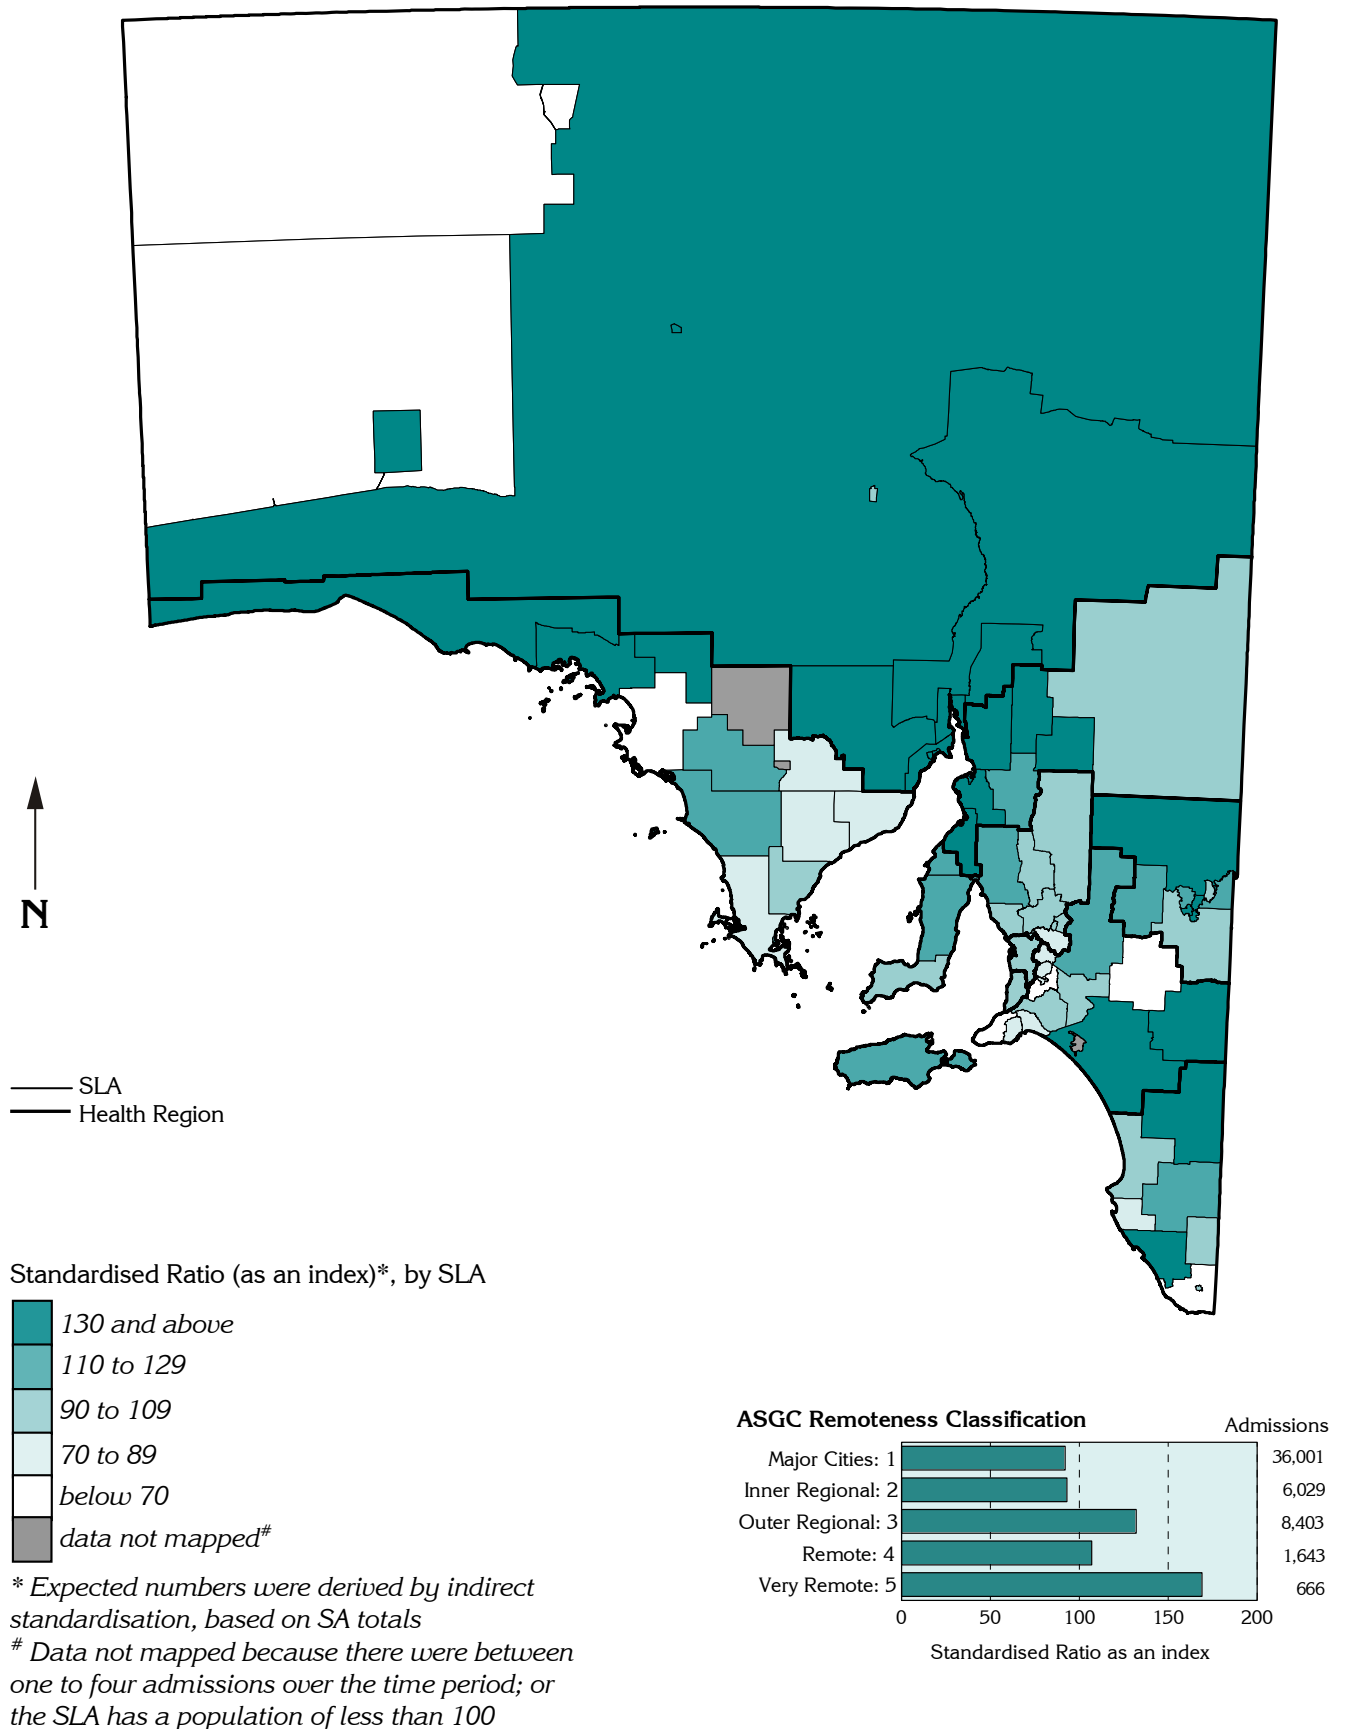 N
SLA
Health Region
Standardised Ratio (as an index)*, by SLA
130 and above
110 to 129
90 to 109
70 to 89
below 70
data not mapped#
* Expected numbers were derived by indirect
standardisation, based on SA totals
# Data not mapped because there were between
one to four admissions over the time period; or
the SLA has a population of less than 100
ASGC Remoteness Classification
Admissions
Major Cities: 1 36,001
Inner Regional: 2 6,029
Outer Regional: 3 8,403
Remote: 4 1,643
Very Remote: 5 666
0 50 100 150 200
Standardised Ratio as an index